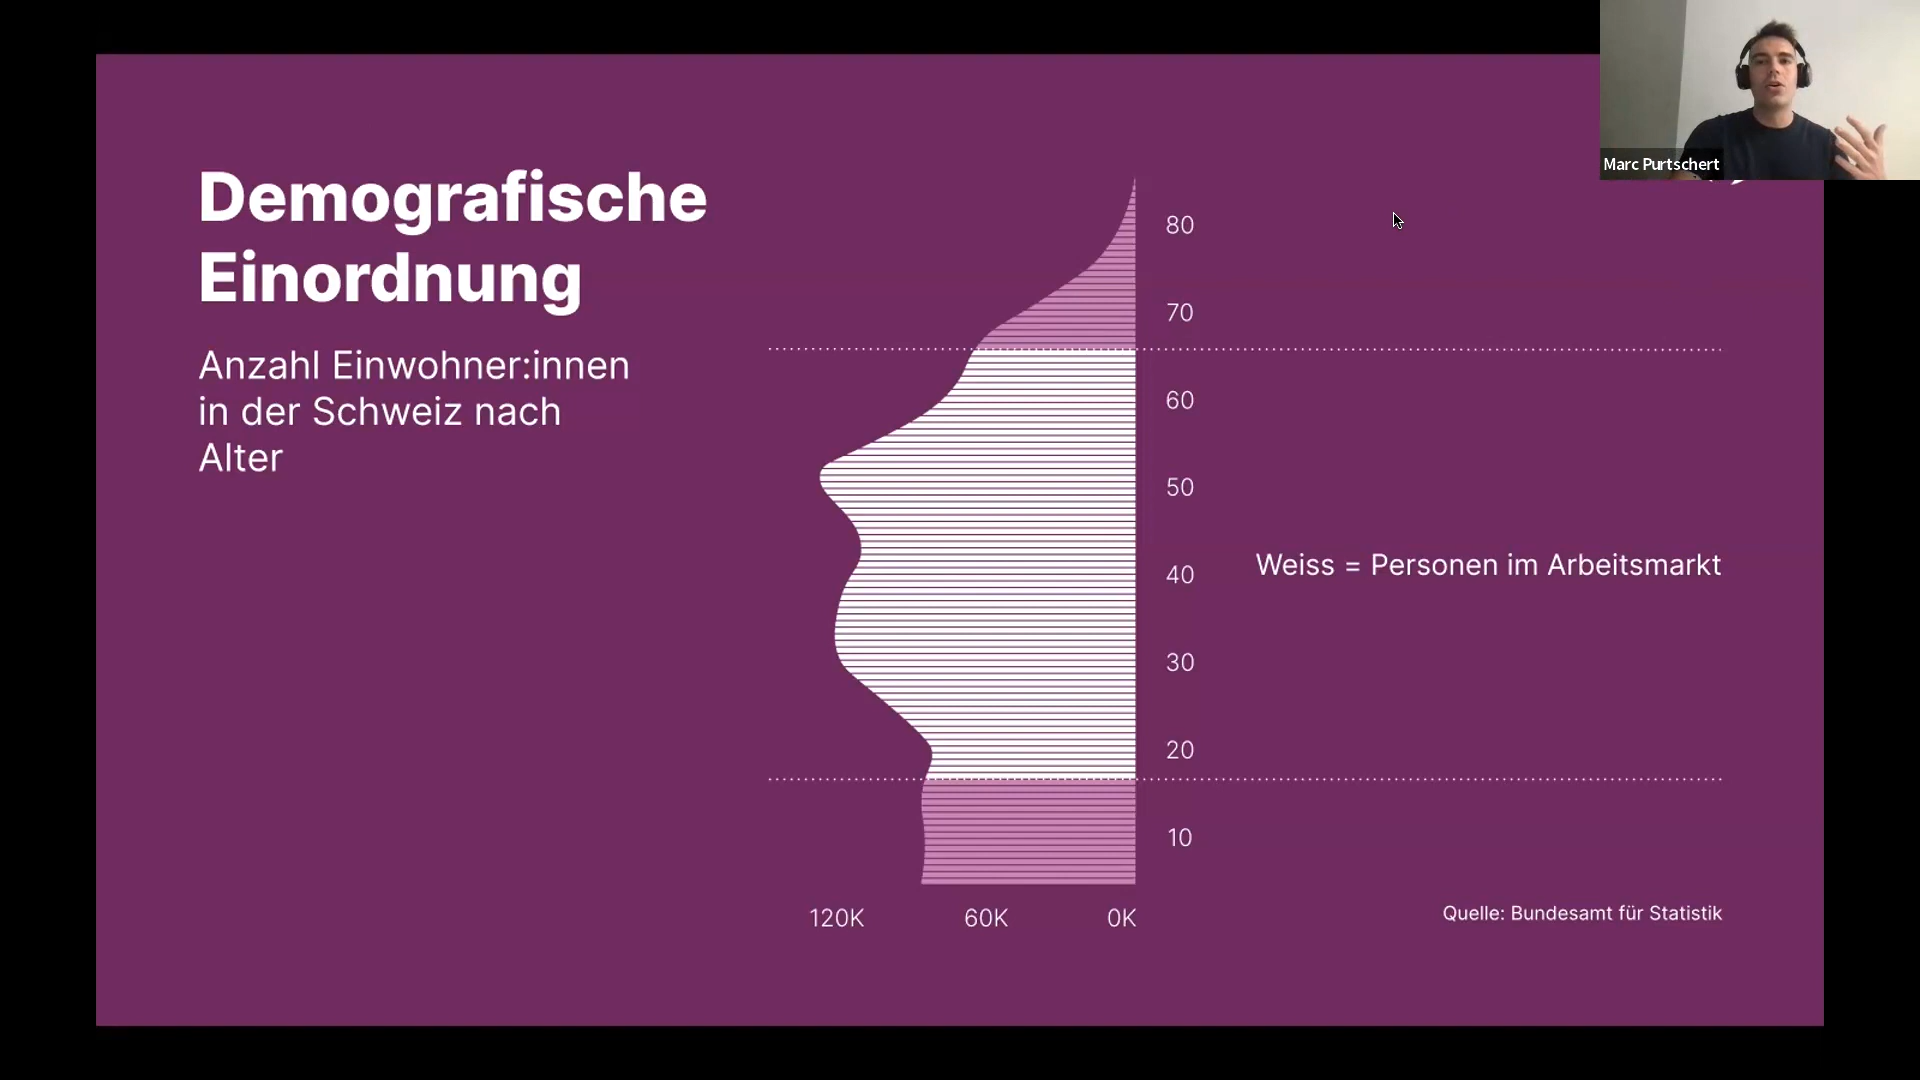 Marc Purtschert
Demografische
Einordnung
Anzahl Einwohner:innen
in der Schweiz nach
Alter
80
70
60
50
40
30
20
10
Weiss = Personen im Arbeitsmarkt
120K
60K
0K
Quelle: Bundesamt für Statistik